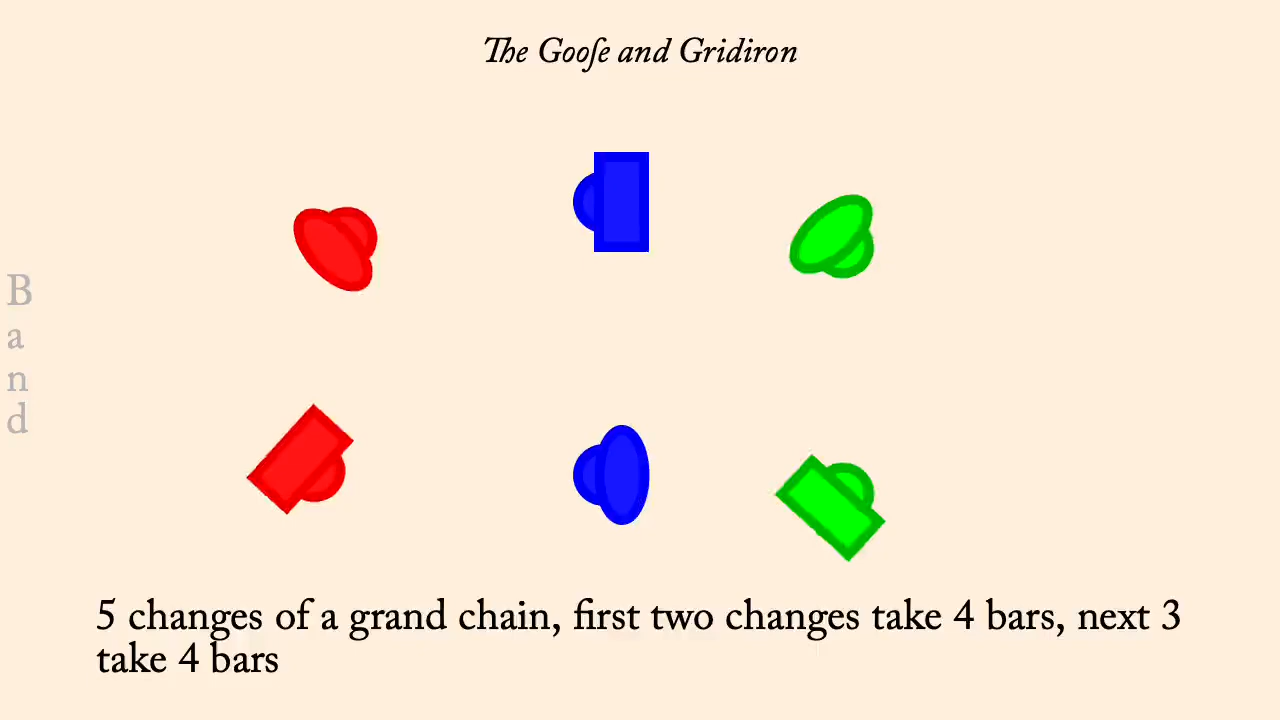 The Gooſe and Gridiron
Band
5 changes of a grand chain, first two changes take 4 bars, next 3
take 4 bars